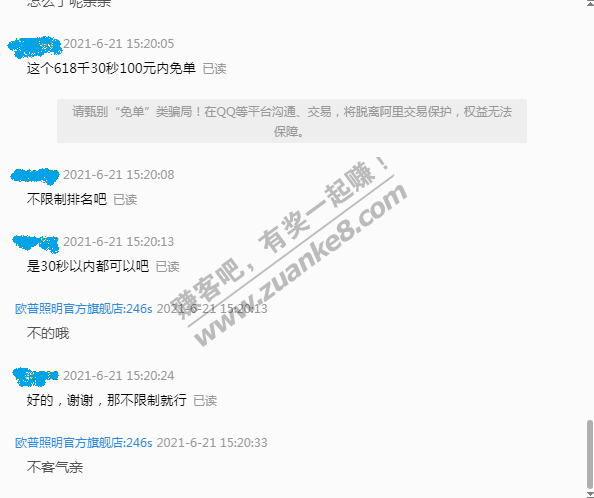 怎么了呢亲亲
2021-6-21 15:20:05
这个618千30秒100元内免单 已读
请甄别“免单”类骗局！在QQ等平台沟通、交易，将脱离阿里交易保护，权益无法
保障。
2021-6-21 15:20:08
不限制排名吧 已读
2021-6-21 15:20:13
是30秒以内都可以吧 已读
欧普照明官方旗舰店:246s 2021-6-21 15:20:13
不的哦
2021-6-21 15:20:24
好的，谢谢，那不限制就行 已读
欧普照明官方旗舰店:246s 2021-6-21 15:20:33
不客气亲
赚客吧，有奖一起赚！
www.zuanke8.com